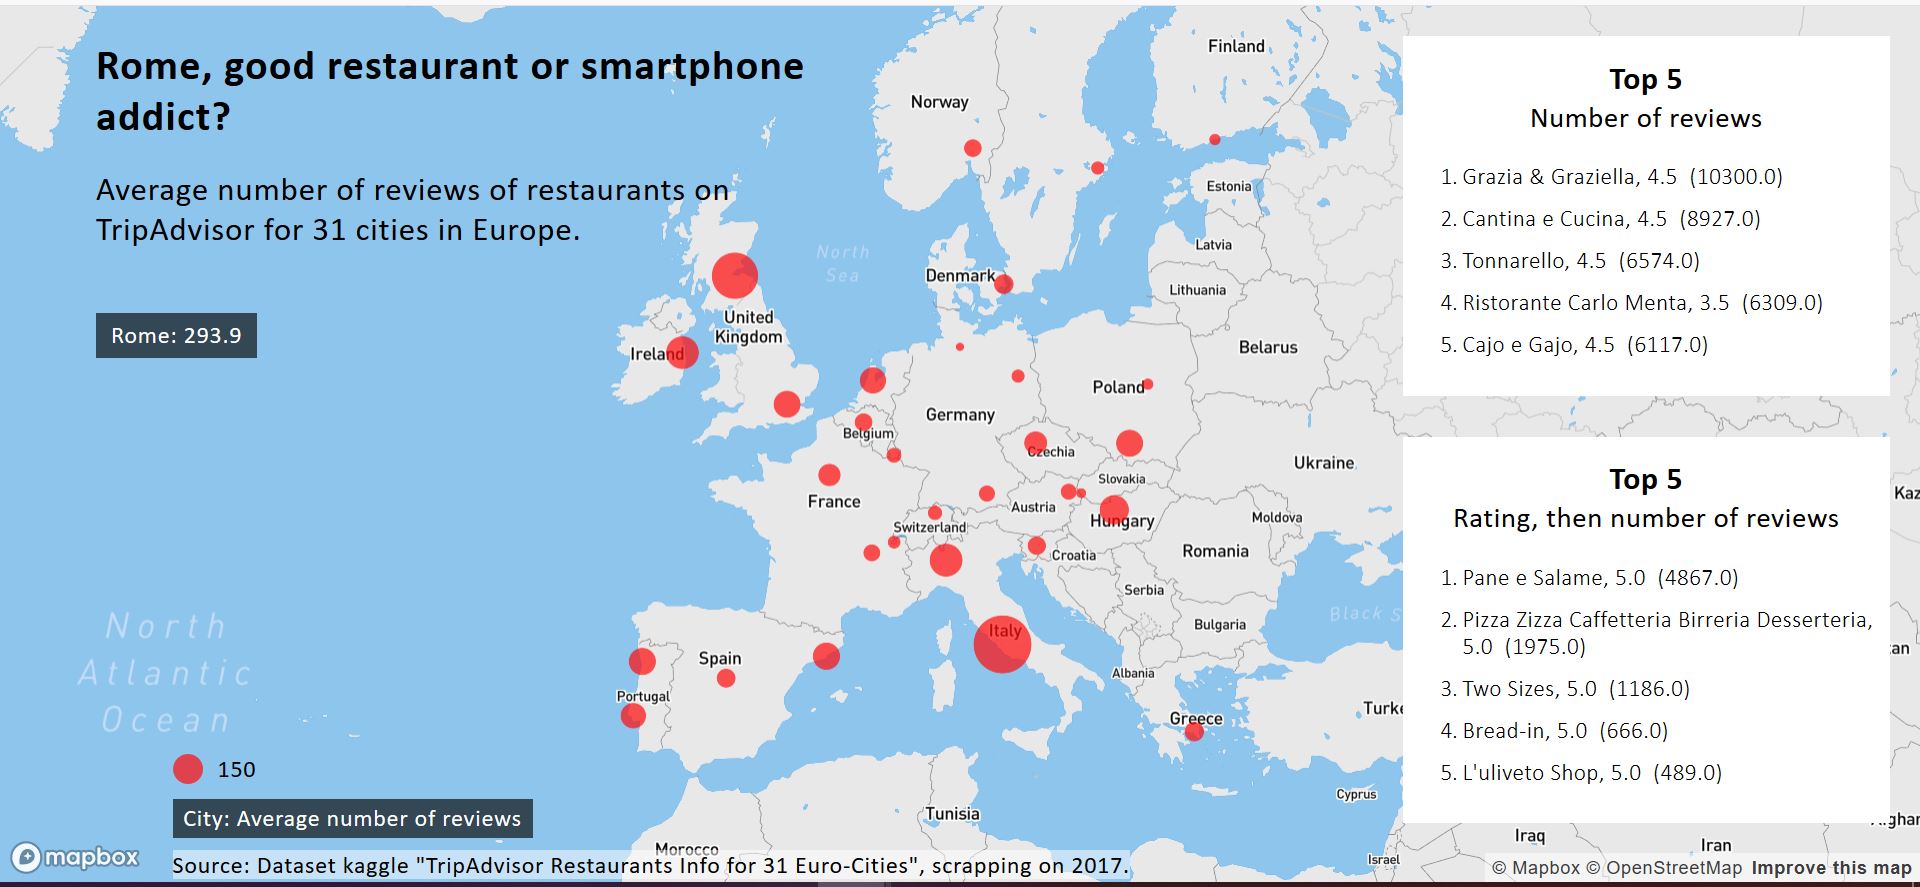 Rome, good restaurant or smartphone
addict?
Average number of reviews of restaurants on
TripAdvisor for 31 cities in Europe.
Rome: 293.9
Top 5
Number of reviews
1. Grazia & Graziella, 4.5 (10300.0)
2. Cantina e Cucina, 4.5 (8927.0)
3. Tonnarello, 4.5 (6574.0)
4. Ristorante Carlo Menta, 3.5 (6309.0)
5. Cajo e Gajo, 4.5 (6117.0)
Top 5
Rating, then number of reviews
1. Pane e Salame, 5.0 (4867.0)
2. Pizza Zizza Caffetteria Birreria Desserteria,
5.0 (1975.0)
3. Two Sizes, 5.0 (1186.0)
4. Bread-in, 5.0 (666.0)
5. L'uliveto Shop, 5.0 (489.0)
Finland
Norway
Estonia
Latvia
North
Sea
Denmark
Lithuania
United
Kingdom
Ireland
Belarus
Poland
Germany
Belgium
Czechia
Ukraine
Slovakia
France
Austria
Kaz
Switzerland
Hungary
Moldova
Croatia
Romania
Serbia
Black S
Bulgaria
North
Atlantic
Ocean
Italy
Spain
an
Albania
Portugal
Turke
Greece
Cyprus
Tunisia
Afghan
Iraq
Iran
Morocco
Israel
150
City: Average number of reviews
mapbox
Source: Dataset kaggle "TripAdvisor Restaurants Info for 31 Euro-Cities", scrapping on 2017.
© Mapbox © OpenStreetMap Improve this map